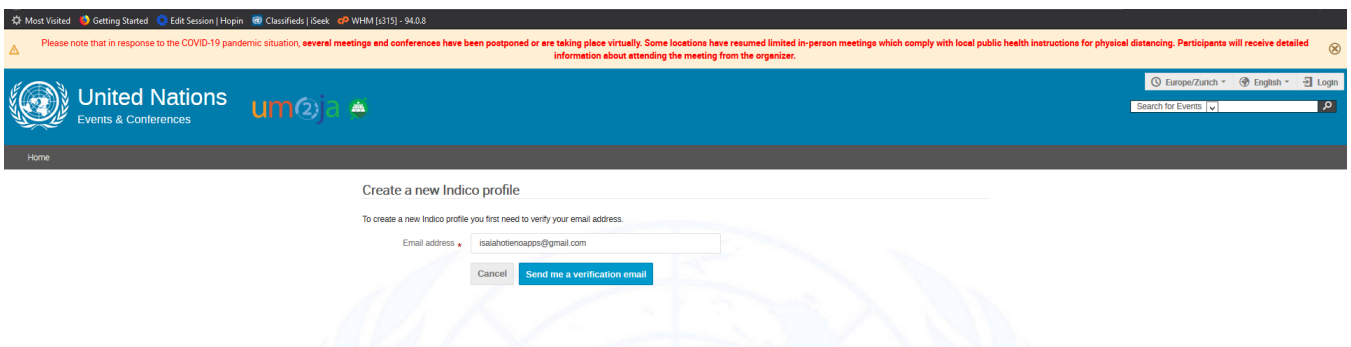 Most Visited Getting Started Edit Session | Hopin Classifieds | iSeek WHM [s315] - 94.0.8
Please note that in response to the COVID-19 pandemic situation, several meetings and conferences have been postponed or are taking place virtually. Some locations have resumed limited in-person meetings which comply with local public health instructions for physical distancing. Participants will receive detailed
information about attending the meeting from the organizer.
Europe/Zurich English Login
United Nations
Events & Conferences
um2ja
Search for Events
Home
Create a new Indico profile
To create a new Indico profile you first need to verify your email address.
Email address * isaiahotienoapps@gmail.com
Cancel Send me a verification email